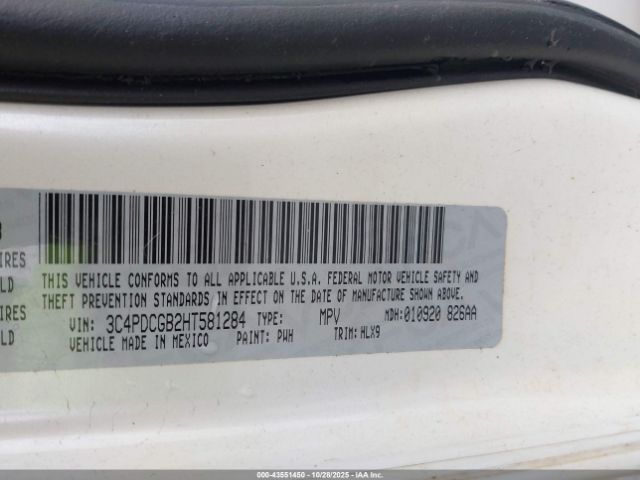 IRES
LD
IRES
LD
THIS VEHICLE CONFORMS TO ALL APPLICABLE U.S.A. FEDERAL MOTOR VEHICLE SAFETY AND
THEFT PREVENTION STANDARDS IN EFFECT ON THE DATE OF MANUFACTURE SHOWN ABOVE.
VIN: 3C4PDCGB2HT581284 TYPE: MPV MDH:010920 826AA
VEHICLE MADE IN MEXICO PAINT: PWH TRIM: HLX9
000-43551450 | 10/28/2025 - IAA Inc.